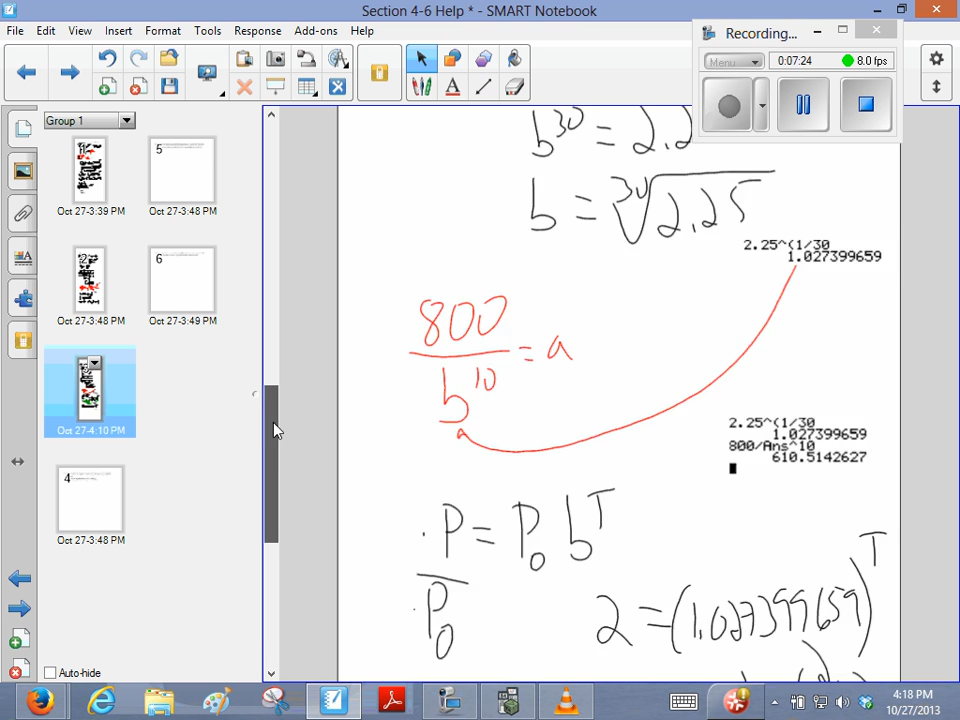 Section 4-6 Help * - SMART Notebook
File Edit View Insert Format Tools Response Add-ons Help
Recording...
Menu 0:07:24 8.0 fps
Group 1
5
Oct 27-3:39 PM Oct 27-3:48 PM
6
Oct 27-3:48 PM Oct 27-3:49 PM
Oct 27-4:10 PM
4
Oct 27-3:48 PM
Auto-hide
b^30 = 2.2
b = ³⁰√2.25
2.25^(1/30
1.027399659
800
b^10
= a
2.25^(1/30
1.027399659
800/Ans^10
610.5142627
P = P₀ b^T
P₀
2 = (1.027399659)^T
4:18 PM
10/27/2013